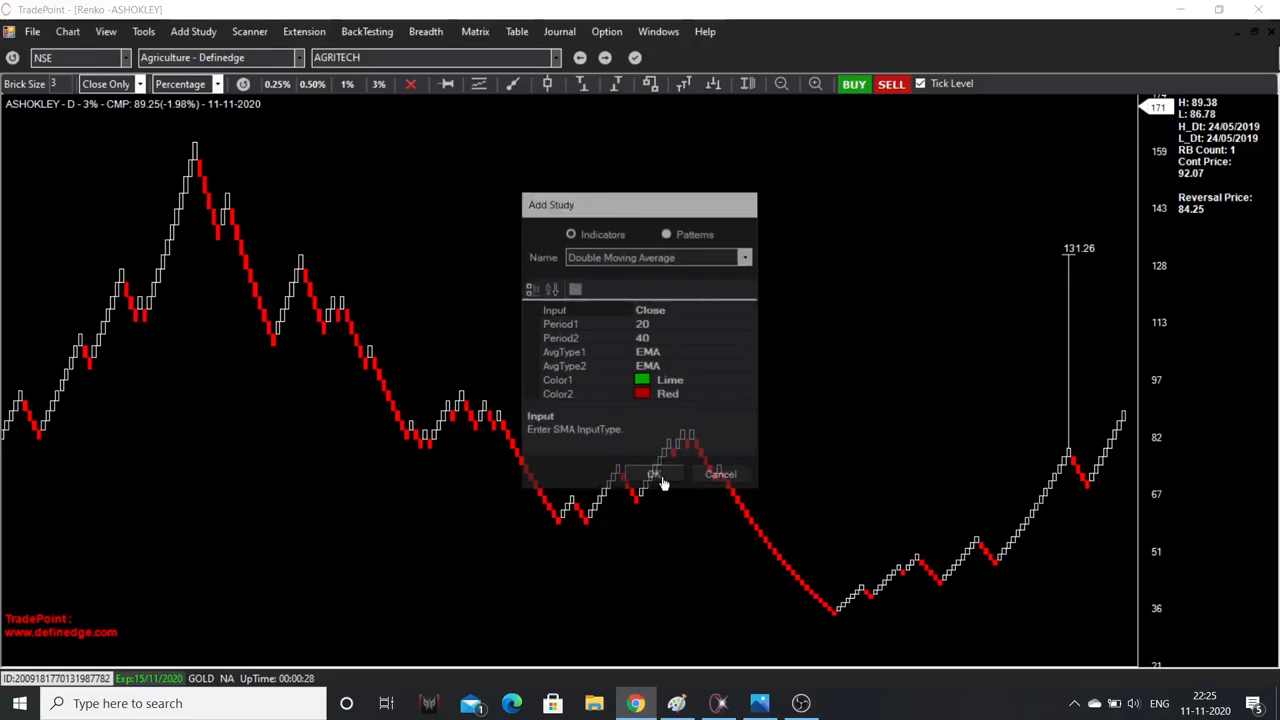 TradePoint - [Renko -ASHOKLEY]
File Chart View Tools Add Study Scanner Extension BackTesting Breadth Matrix Table Journal Option Windows Help
NSE Agriculture - Definedge AGRITECH
Brick Size 3 Close Only Percentage 0.25% 0.50% 1% 3% BUY SELL Tick Level
ASHOKLEY - D - 3% - CMP: 89.25(-1.98%) - 11-11-2020
171
159
143
128
113
97
82
67
51
36
21
H: 89.38
L: 86.78
H_Dt: 24/05/2019
L_Dt: 24/05/2019
RB Count: 1
Cont Price:
92.07
Reversal Price:
84.25
131.26
Add Study
Indicators Patterns
Name Double Moving Average
Input Close
Period1 20
Period2 40
AvgType1 EMA
AvgType2 EMA
Color1 Lime
Color2 Red
Input
Enter SMA InputType.
OK Cancel
TradePoint :
www.definedge.com
ID:2009181770131987782 Exp:15/11/2020 GOLD NA UpTime: 00:00:28
Type here to search
1
ENG
22:25
11-11-2020
5